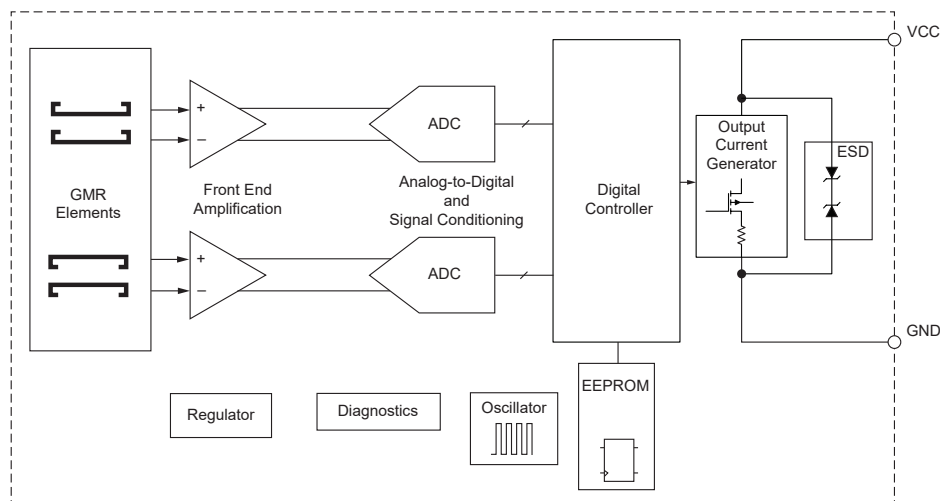 VCC
GMR
Elements
+
−
Front End
Amplification
+
−
ADC
Analog-to-Digital
and
Signal Conditioning
ADC
Digital
Controller
Output
Current
Generator
ESD
GND
Regulator
Diagnostics
Oscillator
EEPROM